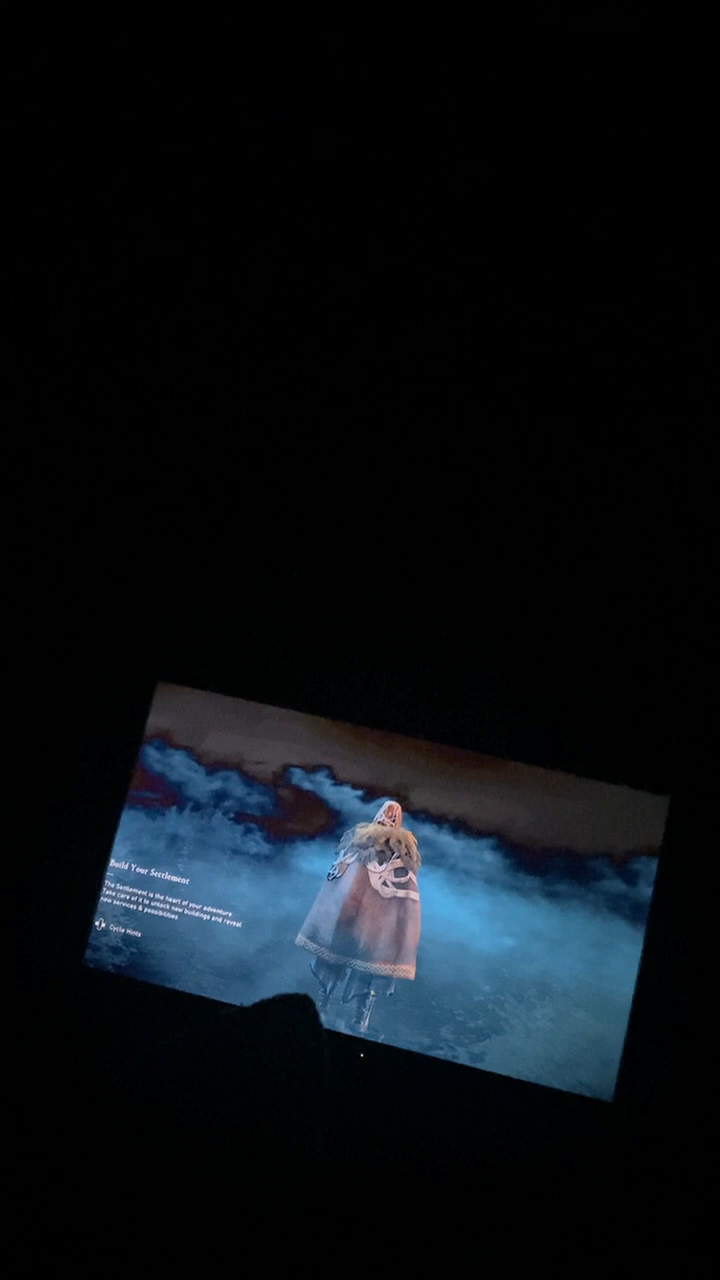 Build Your Settlement
The Settlement is the heart of your adventure.
Take care of it to unlock new buildings and reveal
new services & possibilities
Cycle Hints